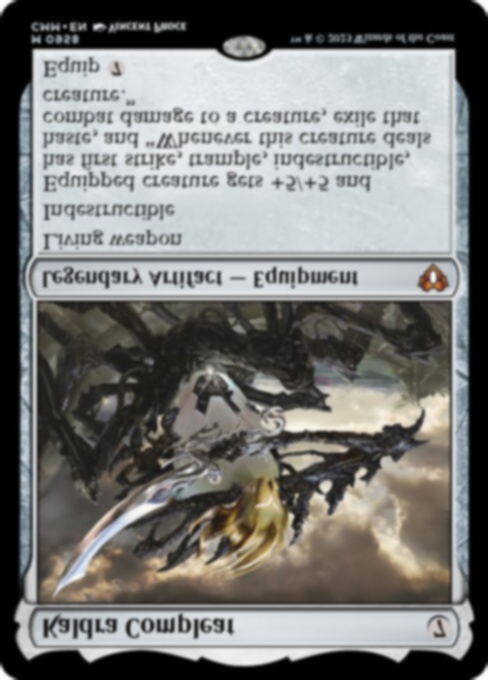 Kaldra Compleat 7
Legendary Artifact — Equipment
Living weapon
Indestructible
Equipped creature gets +5/+5 and
has first strike, trample, indestructible,
haste, and "Whenever this creature deals
combat damage to a creature, exile that
creature."
Equip 7
M 0958
CMM • EN Vincent Proce
™ & © 2023 Wizards of the Coast